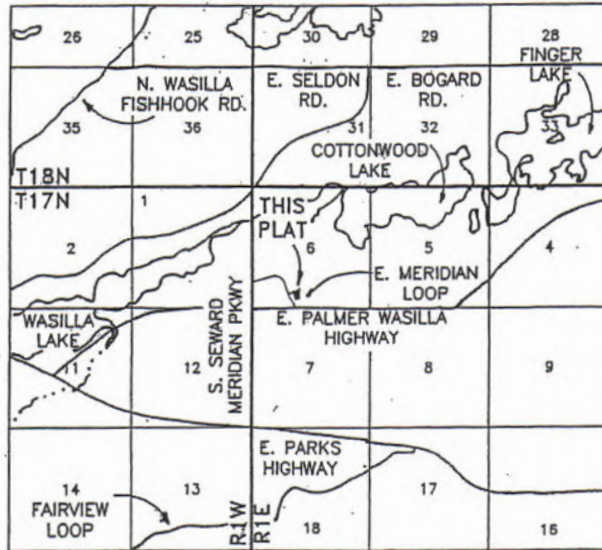 26 25 30 29 28
FINGER
LAKE
N. WASILLA
FISHHOOK RD.
E. SELDON
RD.
E. BOGARD
RD.
35 36 31 32 33
COTTONWOOD
LAKE
T18N
T17N
1
THIS
PLAT
2 6 5 4
E. MERIDIAN
LOOP
S. SEWARD
MERIDIAN PKWY
E. PALMER WASILLA
HIGHWAY
WASILLA
LAKE
11 12 7 8 9
E. PARKS
HIGHWAY
14 13 17
FAIRVIEW
LOOP
R1W
R1E
18 16